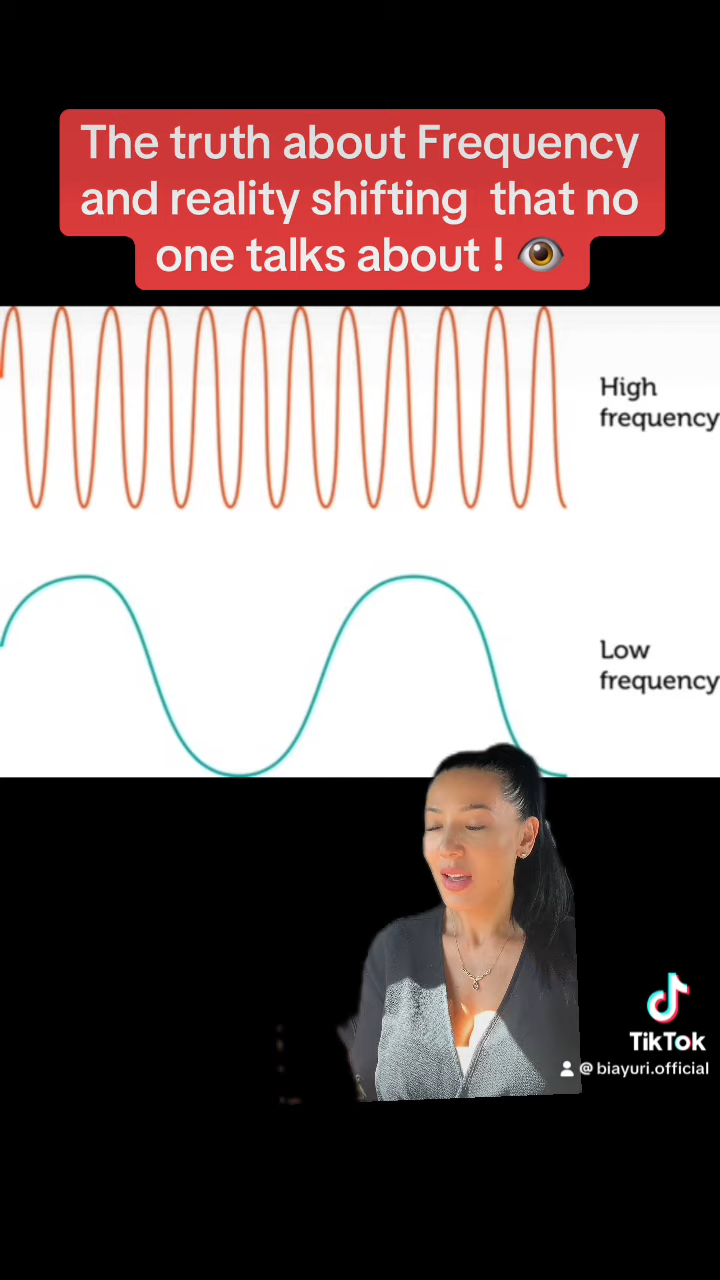 The truth about Frequency
and reality shifting that no
one talks about ! 👁️
High
frequency
Low
frequency
TikTok
@ biayuri.official